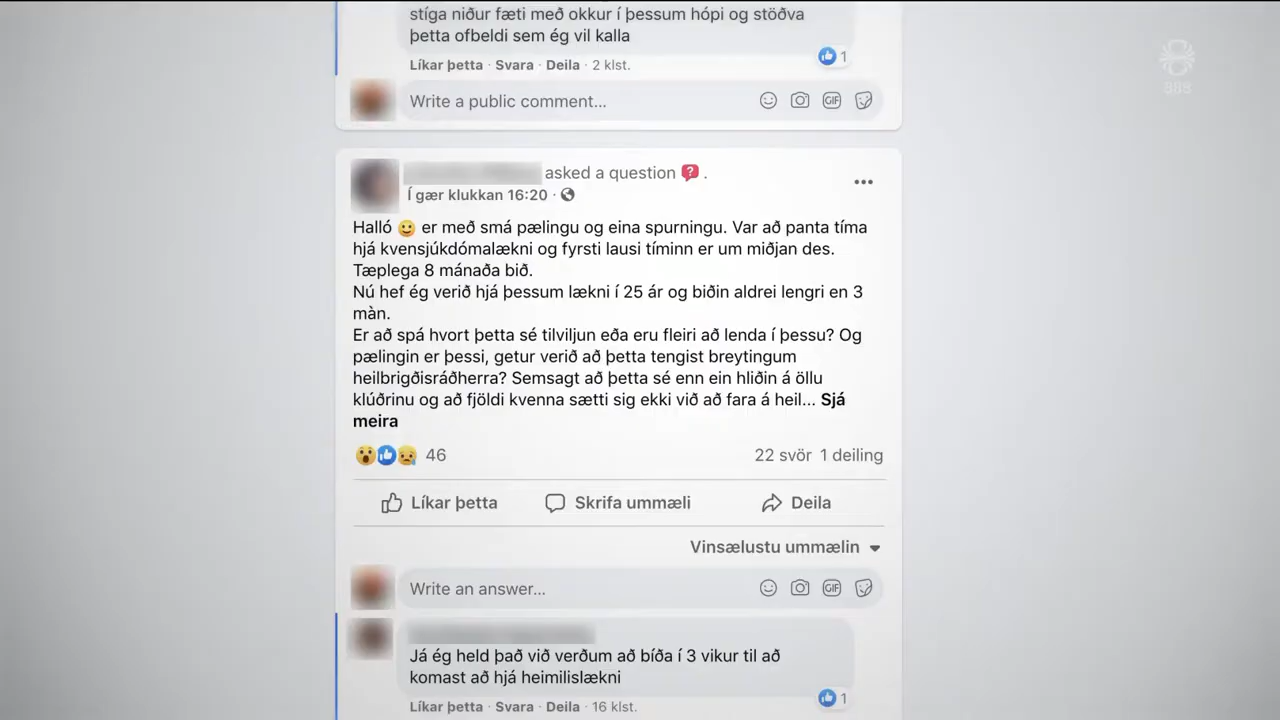 stíga niður fæti með okkur í þessum hópi og stöðva
þetta ofbeldi sem ég vil kalla
Líkar þetta · Svara · Deila · 2 klst.
1
Write a public comment...
GIF
888
asked a question
Í gær klukkan 16:20 ·
Halló 😀 er með smá pælingu og eina spurningu. Var að panta tíma
hjá kvensjúkdómalækni og fyrsti lausi tíminn er um miðjan des.
Tæplega 8 mánaða bið.
Nú hef ég verið hjá þessum lækni í 25 ár og biðin aldrei lengri en 3
màn.
Er að spá hvort þetta sé tilviljun eða eru fleiri að lenda í þessu? Og
pælingin er þessi, getur verið að þetta tengist breytingum
heilbrigðisráðherra? Semsagt að þetta sé enn ein hliðin á öllu
klúðrinu og að fjöldi kvenna sætti sig ekki við að fara á heil... Sjá
meira
46
22 svör 1 deiling
Líkar þetta
Skrifa ummæli
Deila
Vinsælustu ummælin
Write an answer...
GIF
Já ég held það við verðum að bíða í 3 vikur til að
komast að hjá heimilislækni
1
Líkar þetta · Svara · Deila · 16 klst.